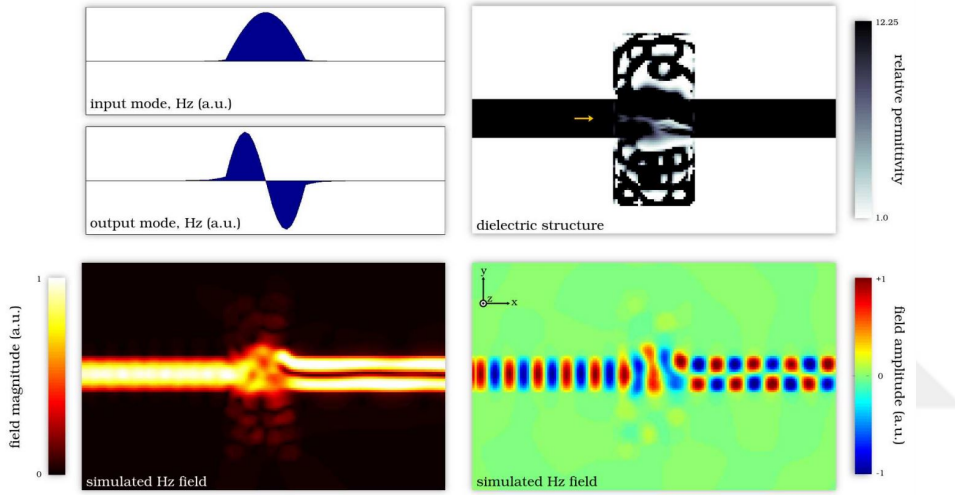 input mode, Hz (a.u.)
output mode, Hz (a.u.)
12.25
relative permittivity
1.0
dielectric structure
1
field magnitude (a.u.)
0
simulated Hz field
y
z
x
+1
field amplitude (a.u.)
0
-1
simulated Hz field